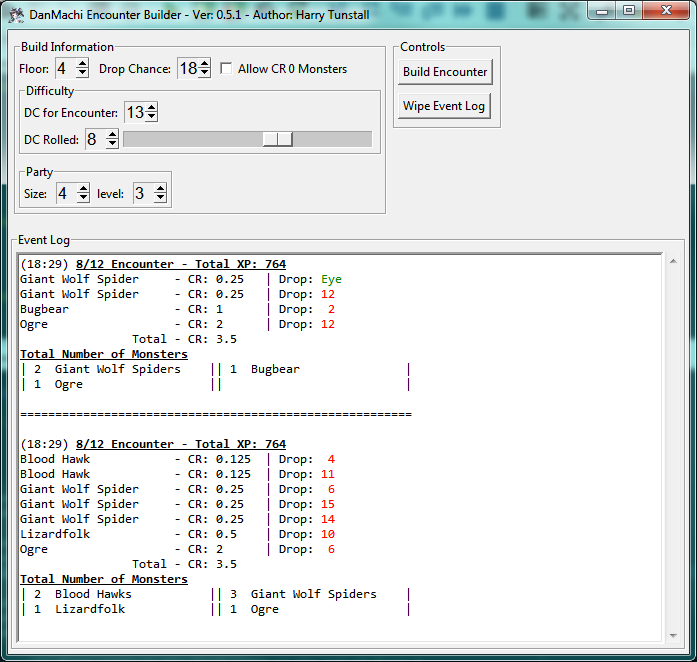 DanMachi Encounter Builder - Ver: 0.5.1 - Author: Harry Tunstall
Build Information
Floor: 4 Drop Chance: 18 Allow CR 0 Monsters
Difficulty
DC for Encounter: 13
DC Rolled: 8
Party
Size: 4 level: 3
Controls
Build Encounter
Wipe Event Log
Event Log
(18:29) 8/12 Encounter - Total XP: 764
Giant Wolf Spider - CR: 0.25 | Drop: Eye
Giant Wolf Spider - CR: 0.25 | Drop: 12
Bugbear - CR: 1 | Drop: 2
Ogre - CR: 2 | Drop: 12
Total - CR: 3.5
Total Number of Monsters
| 2 Giant Wolf Spiders || 1 Bugbear |
| 1 Ogre || |
========================================================
(18:29) 8/12 Encounter - Total XP: 764
Blood Hawk - CR: 0.125 | Drop: 4
Blood Hawk - CR: 0.125 | Drop: 11
Giant Wolf Spider - CR: 0.25 | Drop: 6
Giant Wolf Spider - CR: 0.25 | Drop: 15
Giant Wolf Spider - CR: 0.25 | Drop: 14
Lizardfolk - CR: 0.5 | Drop: 10
Ogre - CR: 2 | Drop: 6
Total - CR: 3.5
Total Number of Monsters
| 2 Blood Hawks || 3 Giant Wolf Spiders |
| 1 Lizardfolk || 1 Ogre |